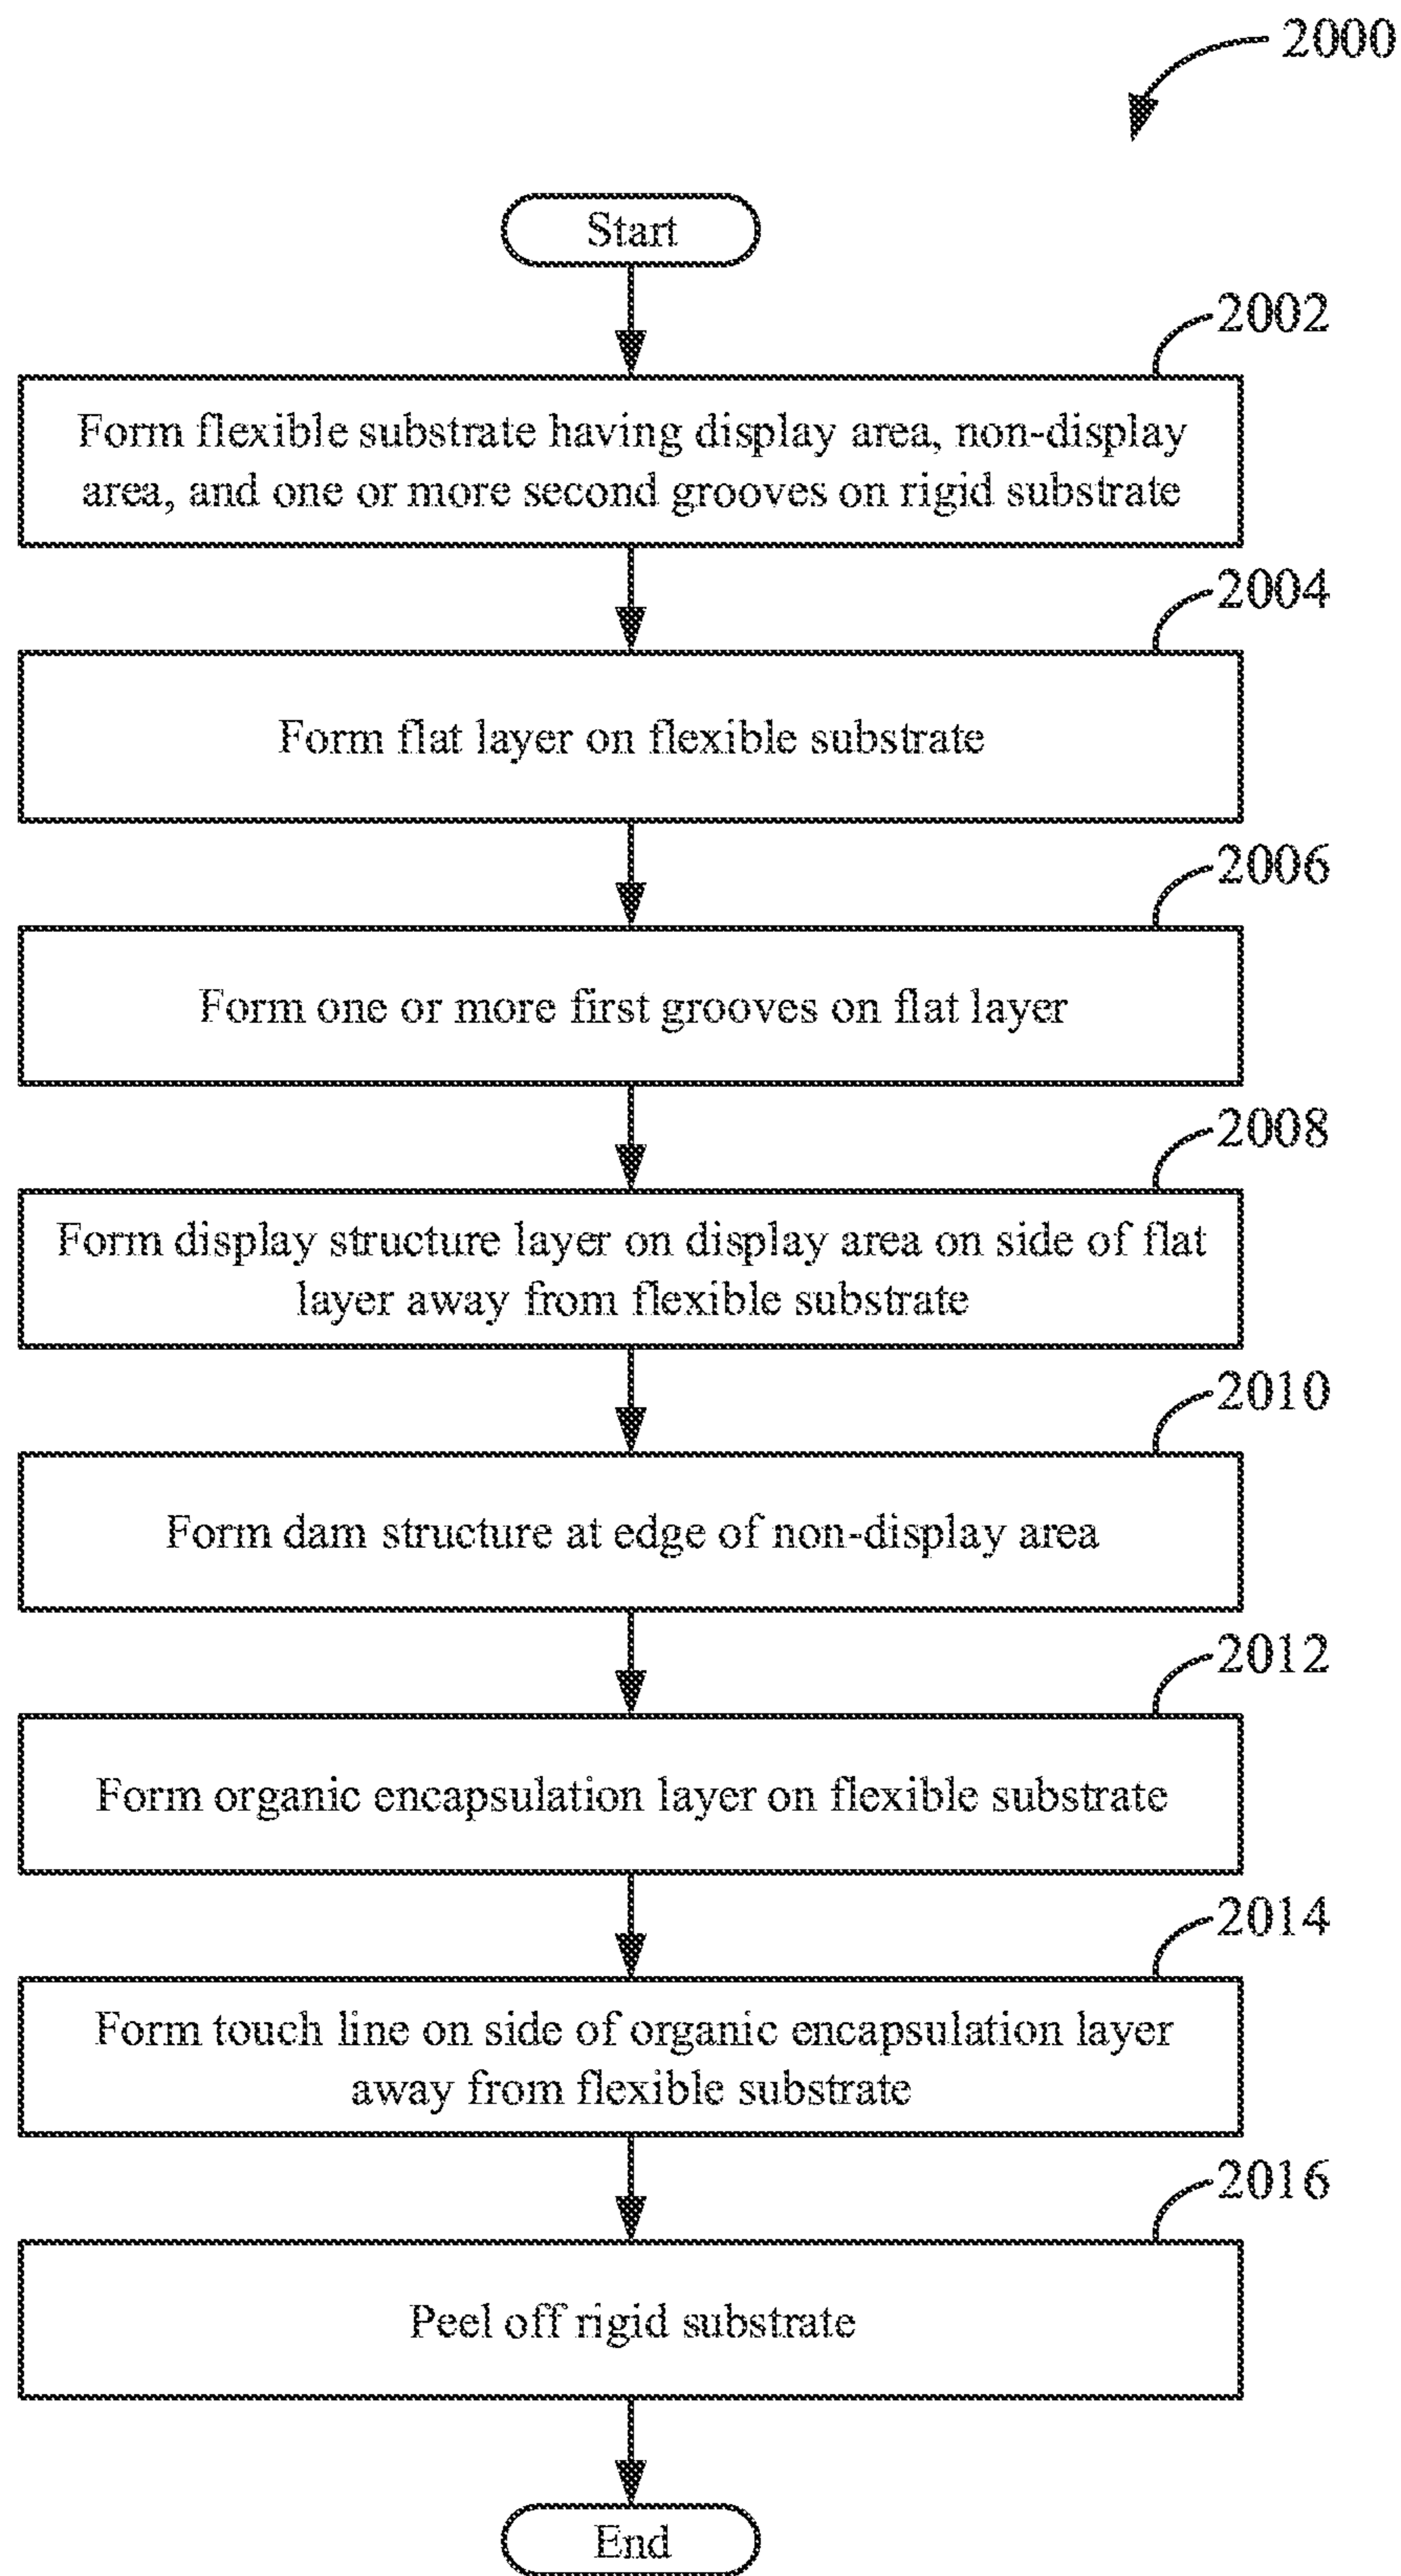 2000
Start
2002
Form flexible substrate having display area, non-display
area, and one or more second grooves on rigid substrate
2004
Form flat layer on flexible substrate
2006
Form one or more first grooves on flat layer
2008
Form display structure layer on display area on side of flat
layer away from flexible substrate
2010
Form dam structure at edge of non-display area
2012
Form organic encapsulation layer on flexible substrate
2014
Form touch line on side of organic encapsulation layer
away from flexible substrate
2016
Peel off rigid substrate
End